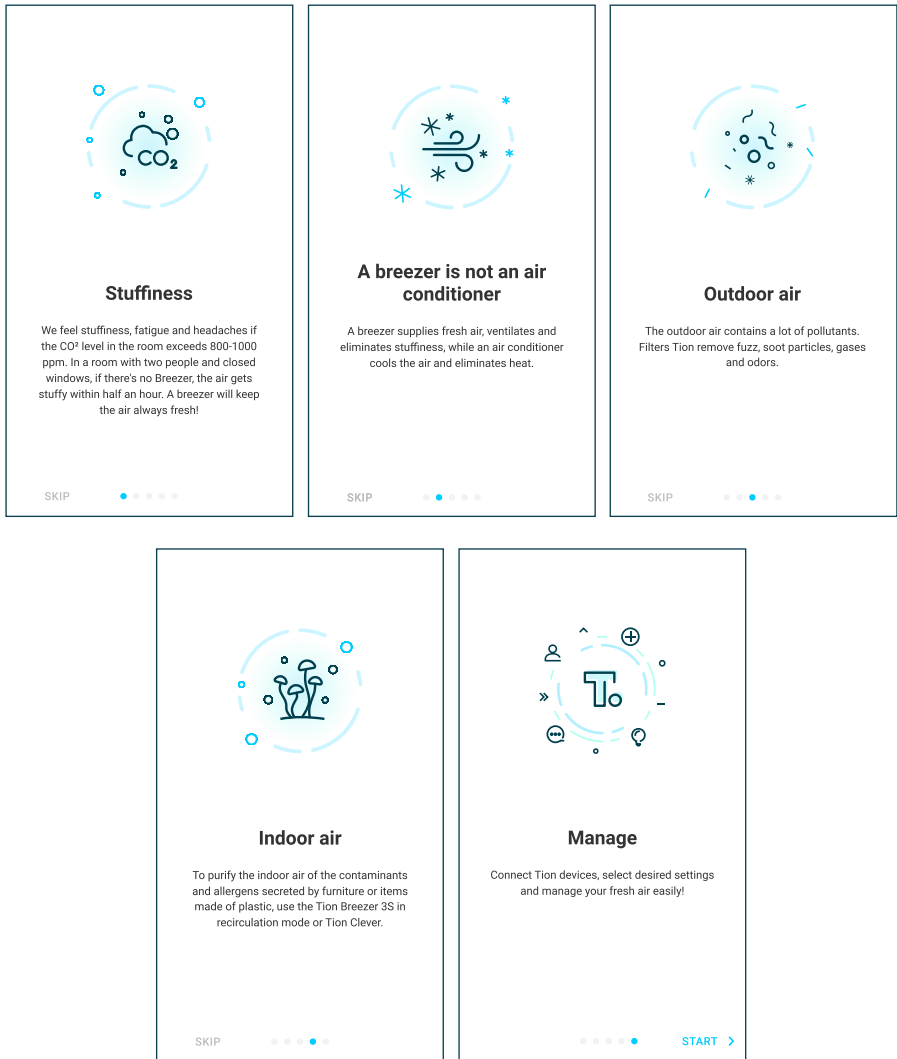 CO2
Stuffiness
We feel stuffiness, fatigue and headaches if
the CO² level in the room exceeds 800-1000
ppm. In a room with two people and closed
windows, if there's no Breezer, the air gets
stuffy within half an hour. A breezer will keep
the air always fresh!
SKIP
A breezer is not an air
conditioner
A breezer supplies fresh air, ventilates and
eliminates stuffiness, while an air conditioner
cools the air and eliminates heat.
SKIP
Outdoor air
The outdoor air contains a lot of pollutants.
Filters Tion remove fuzz, soot particles, gases
and odors.
SKIP
Indoor air
To purify the indoor air of the contaminants
and allergens secreted by furniture or items
made of plastic, use the Tion Breezer 3S in
recirculation mode or Tion Clever.
SKIP
Manage
Connect Tion devices, select desired settings
and manage your fresh air easily!
START